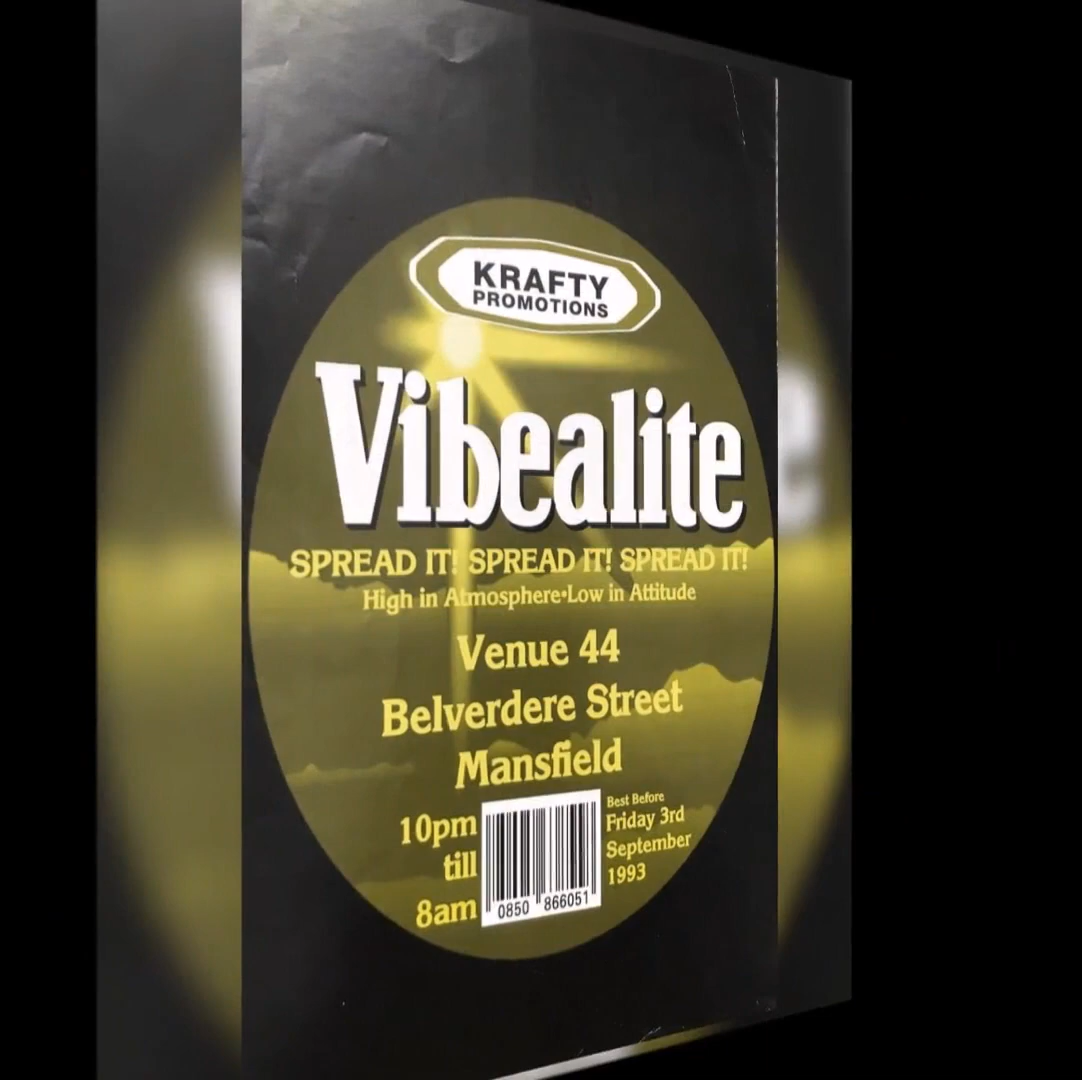 KRAFTY
PROMOTIONS
Vibealite
SPREAD IT! SPREAD IT! SPREAD IT!
High in Atmosphere•Low in Attitude
Venue 44
Belverdere Street
Mansfield
10pm
till
8am
0850 866051
Best Before
Friday 3rd
September
1993